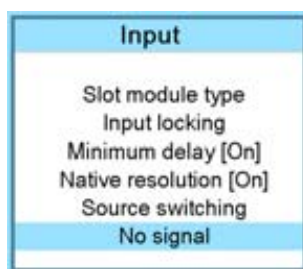 Input
Slot module type
Input locking
Minimum delay [On]
Native resolution [On]
Source switching
No signal